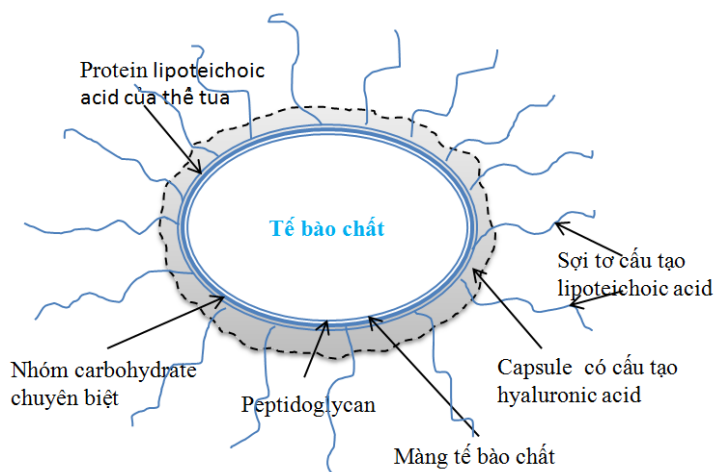 Protein lipoteichoic
acid của thể tua
Tế bào chất
Sợi tơ cấu tạo
lipoteichoic acid
Nhóm carbohydrate
chuyên biệt
Peptidoglycan
Capsule có cấu tạo
hyaluronic acid
Màng tế bào chất